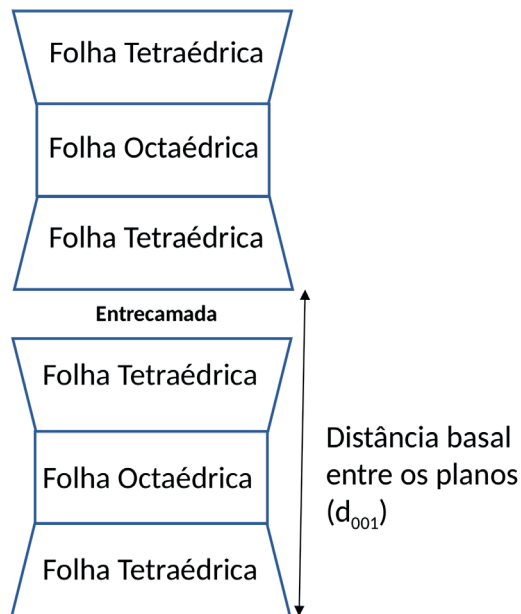 Folha Tetraédrica
Folha Octaédrica
Folha Tetraédrica
Entrecamada
Folha Tetraédrica
Folha Octaédrica
Folha Tetraédrica
Distância basal
entre os planos
(d001)